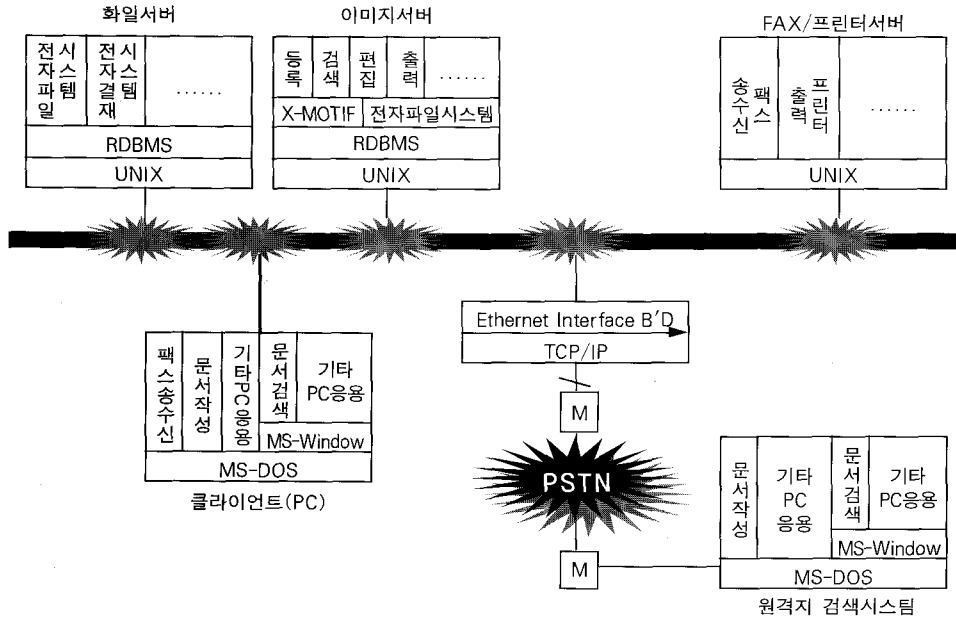 화일서버
전자파일시스템
전자결재시스템
......
RDBMS
UNIX
이미지서버
등록
검색
편집
출력
......
X-MOTIF
전자파일시스템
RDBMS
UNIX
FAX/프린터서버
팩스송수신
프린터출력
......
UNIX
팩스송수신
문서작성
기타PC응용
문서검색
기타
PC응용
MS-Window
MS-DOS
클라이언트(PC)
Ethernet Interface B'D
TCP/IP
M
PSTN
M
문서작성
기타
PC
응용
문서검색
기타
PC응용
MS-Window
MS-DOS
원격지 검색시스팀